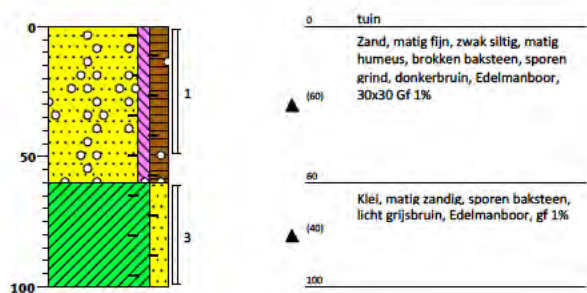 0
0
tuin
Zand, matig fijn, zwak siltig, matig
humeus, brokken baksteen, sporen
grind, donkerbruin, Edelmanboor,
30x30 Gf 1%
1
(60)
50
60
Klei, matig zandig, sporen baksteen,
licht grijsbruin, Edelmanboor, gf 1%
3
(40)
100
100